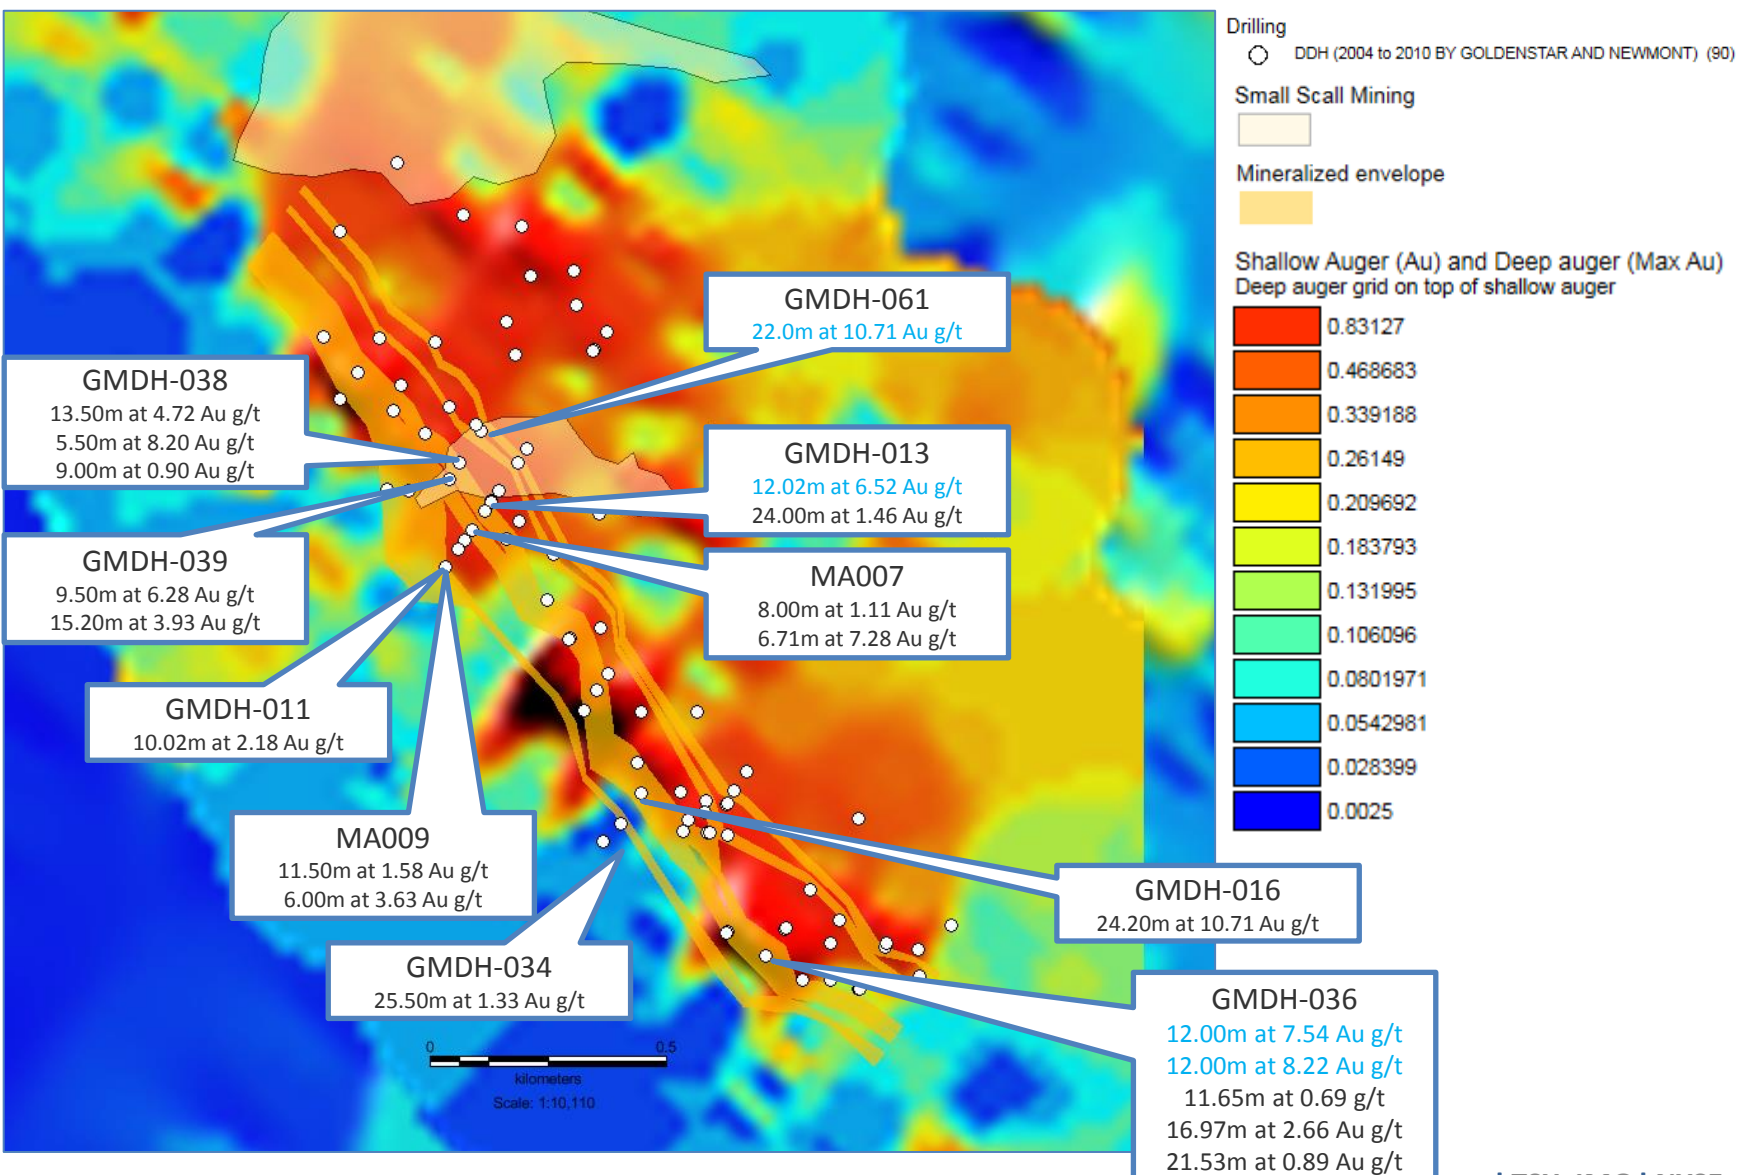 Drilling
DDH (2004 to 2010 BY GOLDENSTAR AND NEWMONT) (90)
Small Scall Mining
Mineralized envelope
Shallow Auger (Au) and Deep auger (Max Au)
Deep auger grid on top of shallow auger
0.83127
0.468683
0.339188
0.26149
0.209692
0.183793
0.131995
0.106096
0.0801971
0.0542981
0.028399
0.0025
GMDH-061
22.0m at 10.71 Au g/t
GMDH-038
13.50m at 4.72 Au g/t
5.50m at 8.20 Au g/t
9.00m at 0.90 Au g/t
GMDH-013
12.02m at 6.52 Au g/t
24.00m at 1.46 Au g/t
GMDH-039
9.50m at 6.28 Au g/t
15.20m at 3.93 Au g/t
MA007
8.00m at 1.11 Au g/t
6.71m at 7.28 Au g/t
GMDH-011
10.02m at 2.18 Au g/t
MA009
11.50m at 1.58 Au g/t
6.00m at 3.63 Au g/t
GMDH-016
24.20m at 10.71 Au g/t
GMDH-034
25.50m at 1.33 Au g/t
GMDH-036
12.00m at 7.54 Au g/t
12.00m at 8.22 Au g/t
11.65m at 0.69 g/t
16.97m at 2.66 Au g/t
21.53m at 0.89 Au g/t
0 0.5
kilometers
Scale: 1:10,110